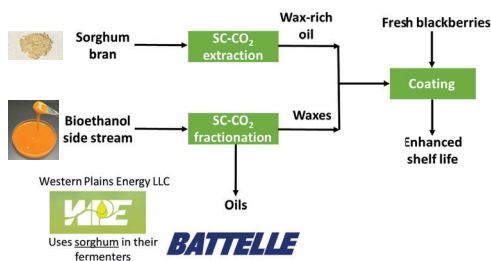 Sorghum
bran
SC-CO₂
extraction
Wax-rich
oil
Fresh blackberries
Coating
Enhanced
shelf life
Bioethanol
side stream
SC-CO₂
fractionation
Waxes
Oils
Western Plains Energy LLC
WPE
Uses sorghum in their
fermenters
BATTELLE